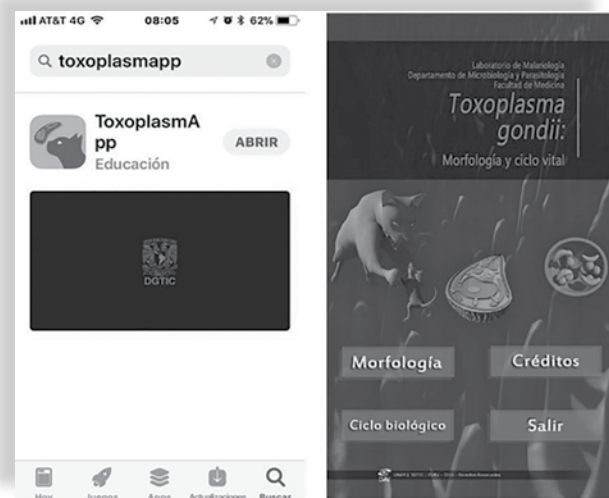 AT&T 4G 08:05 62%
toxoplasmapp
ToxoplasmA
pp
Educación
ABRIR
DGTIC
Hoy Juegos Apps Actualizaciones Buscar
Laboratorio de Malariología
Departamento de Microbiología y Parasitología
Facultad de Medicina
Toxoplasma
gondii:
Morfología y ciclo vital
Morfología Créditos
Ciclo biológico Salir